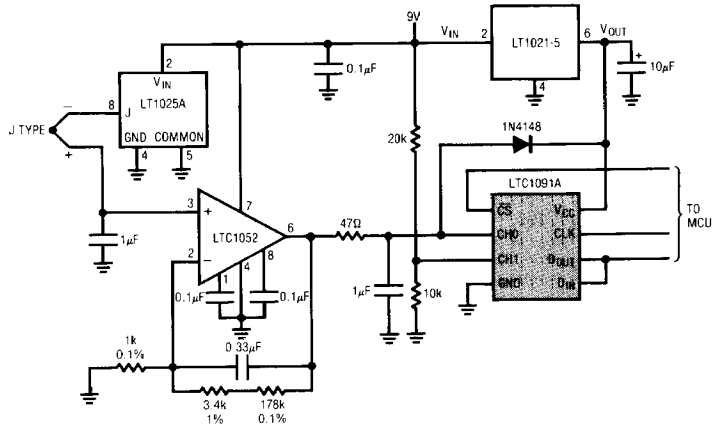 9V
VIN
2
LT1021-5
6
VOUT
4
+
10µF
2
VIN
LT1025A
8
J
GND
COMMON
4
5
–
J TYPE
+
0.1µF
20k
1N4148
LTC1091A
CS
VCC
CH0
CLK
CH1
DOUT
GND
DIN
TO
MCU
3
+
7
LTC1052
6
2
–
1
4
8
1µF
0.1µF
0.1µF
47Ω
1µF
10k
1k
0.1%
0.33µF
3.4k
1%
178k
0.1%